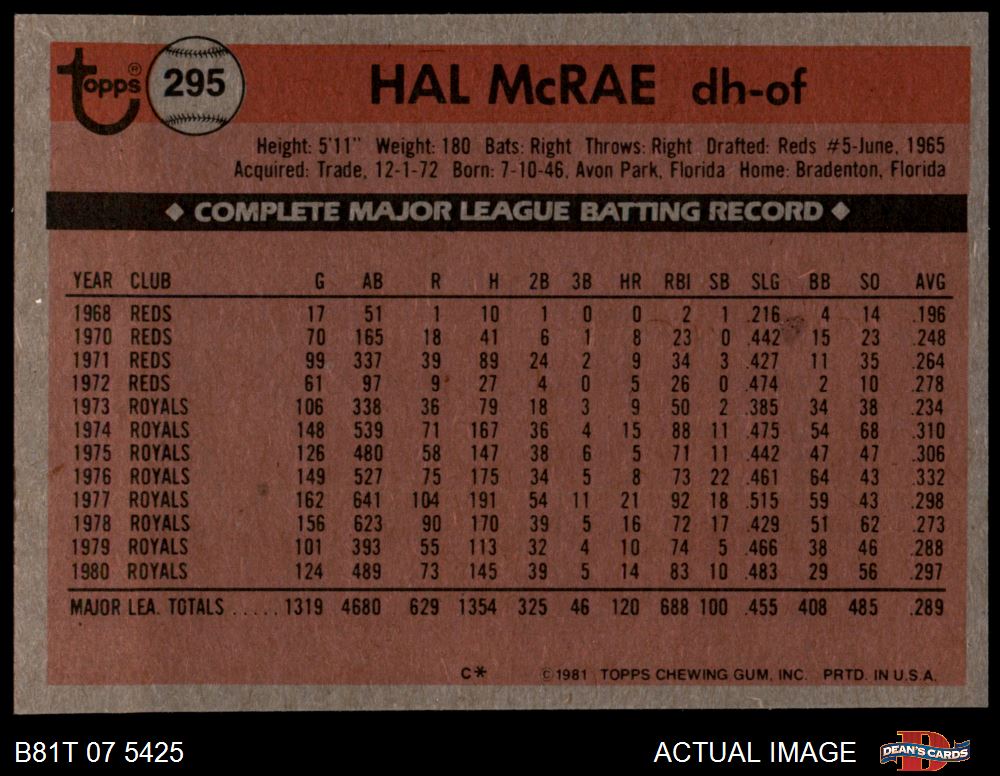 Topps® 295 HAL McRAE dh-of
Height: 5'11" Weight: 180 Bats: Right Throws: Right Drafted: Reds #5-June, 1965
Acquired: Trade, 12-1-72 Born: 7-10-46, Avon Park, Florida Home: Bradenton, Florida
◆ COMPLETE MAJOR LEAGUE BATTING RECORD ◆
YEAR CLUB G AB R H 2B 3B HR RBI SB SLG BB SO AVG
1968 REDS 17 51 1 10 1 0 0 2 1 .216 4 14 .196
1970 REDS 70 165 18 41 6 1 8 23 0 .442 15 23 .248
1971 REDS 99 337 39 89 24 2 9 34 3 .427 11 35 .264
1972 REDS 61 97 9 27 4 0 5 26 0 .474 2 10 .278
1973 ROYALS 106 338 36 79 18 3 9 50 2 .385 34 38 .234
1974 ROYALS 148 539 71 167 36 4 15 88 11 .475 54 68 .310
1975 ROYALS 126 480 58 147 38 6 5 71 11 .442 47 47 .306
1976 ROYALS 149 527 75 175 34 5 8 73 22 .461 64 43 .332
1977 ROYALS 162 641 104 191 54 11 21 92 18 .515 59 43 .298
1978 ROYALS 156 623 90 170 39 5 16 72 17 .429 51 62 .273
1979 ROYALS 101 393 55 113 32 4 10 74 5 .466 38 46 .288
1980 ROYALS 124 489 73 145 39 5 14 83 10 .483 29 56 .297
MAJOR LEA. TOTALS ..... 1319 4680 629 1354 325 46 120 688 100 .455 408 485 .289
C* ©1981 TOPPS CHEWING GUM, INC. PRTD. IN U.S.A.
B81T 07 5425 ACTUAL IMAGE DEAN'S CARDS